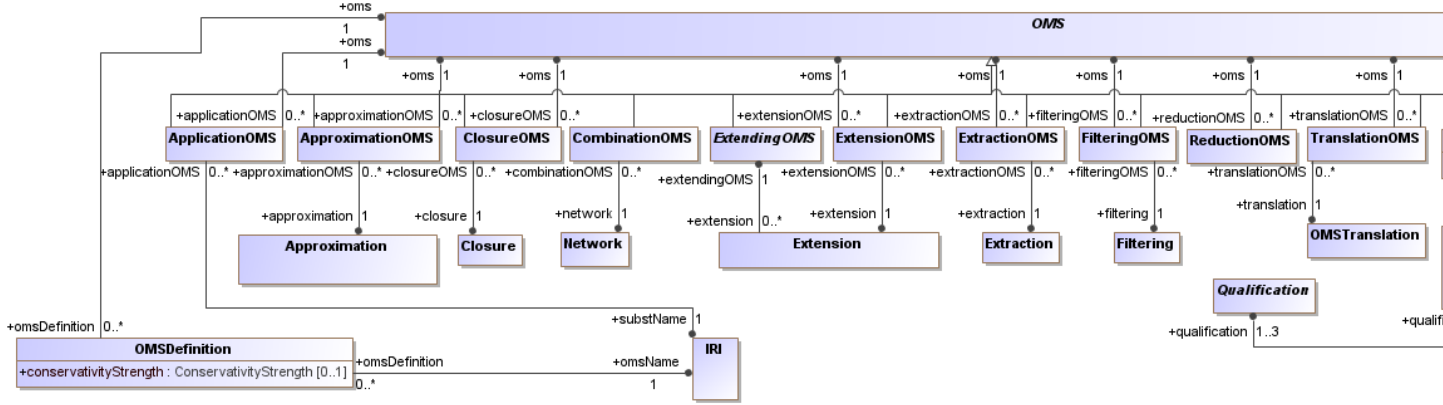 +oms
OMS
1
+oms
1
+oms 1 +oms 1 +oms 1 +oms 1 +oms 1 +oms 1 +oms 1
+applicationOMS 0..* +approximationOMS 0..* +closureOMS 0..* +extensionOMS 0..* +extractionOMS 0..* +filteringOMS 0..* +reductionOMS 0..* +translationOMS 0..*
ApplicationOMS ApproximationOMS ClosureOMS CombinationOMS ExtendingOMS ExtensionOMS ExtractionOMS FilteringOMS ReductionOMS TranslationOMS
+applicationOMS 0..* +approximationOMS 0..* +closureOMS 0..* +combinationOMS 0..* +extendingOMS 1 +extensionOMS 0..* +extractionOMS 0..* +filteringOMS 0..* +translationOMS 0..*
+approximation 1 +closure 1 +network 1 +extension 0..* +extension 1 +extraction 1 +filtering 1 +translation 1
Approximation Closure Network Extension Extraction Filtering OMSTranslation
Qualification
+substName 1
+omsDefinition 0..*
+qualification 1..3
OMSDefinition
+conservativityStrength : ConservativityStrength [0..1]
+omsDefinition
0..*
+omsName
1
IRI